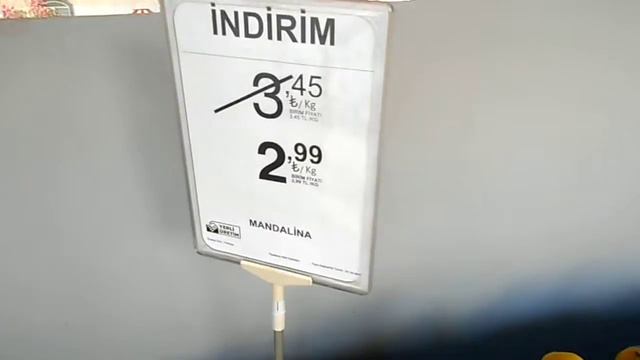 İNDİRİM
3,45
₺/Kg
BİRİM FİYATI
3.45 TL/KG
2,99
₺/Kg
BİRİM FİYATI
2,99 TL/KG
MANDALİNA
YERLİ
ÜRETİM